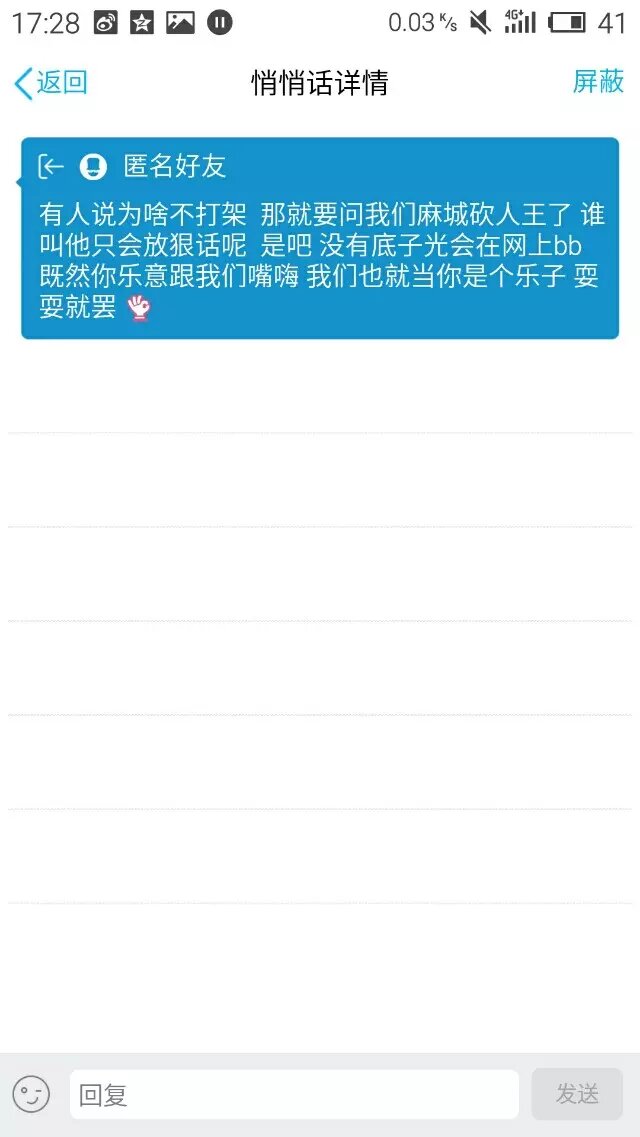 17:28 0.03 K/s 4G+ 41
返回 悄悄话详情 屏蔽
匿名好友
有人说为啥不打架 那就要问我们麻城砍人王了 谁
叫他只会放狠话呢 是吧 没有底子光会在网上bb
既然你乐意跟我们嘴嗨 我们也就当你是个乐子 耍
耍就罢 👌
回复 发送